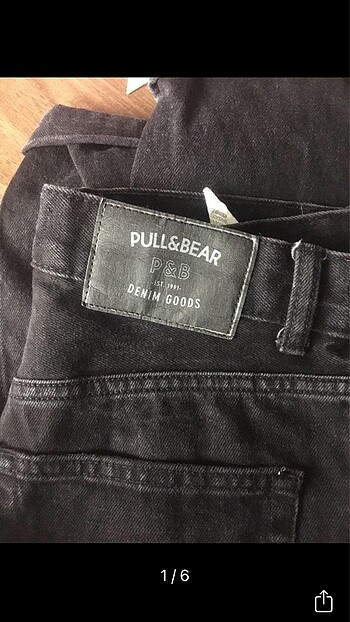 PULL&BEAR
P&B
EST. 1991-
DENIM GOODS
1/6